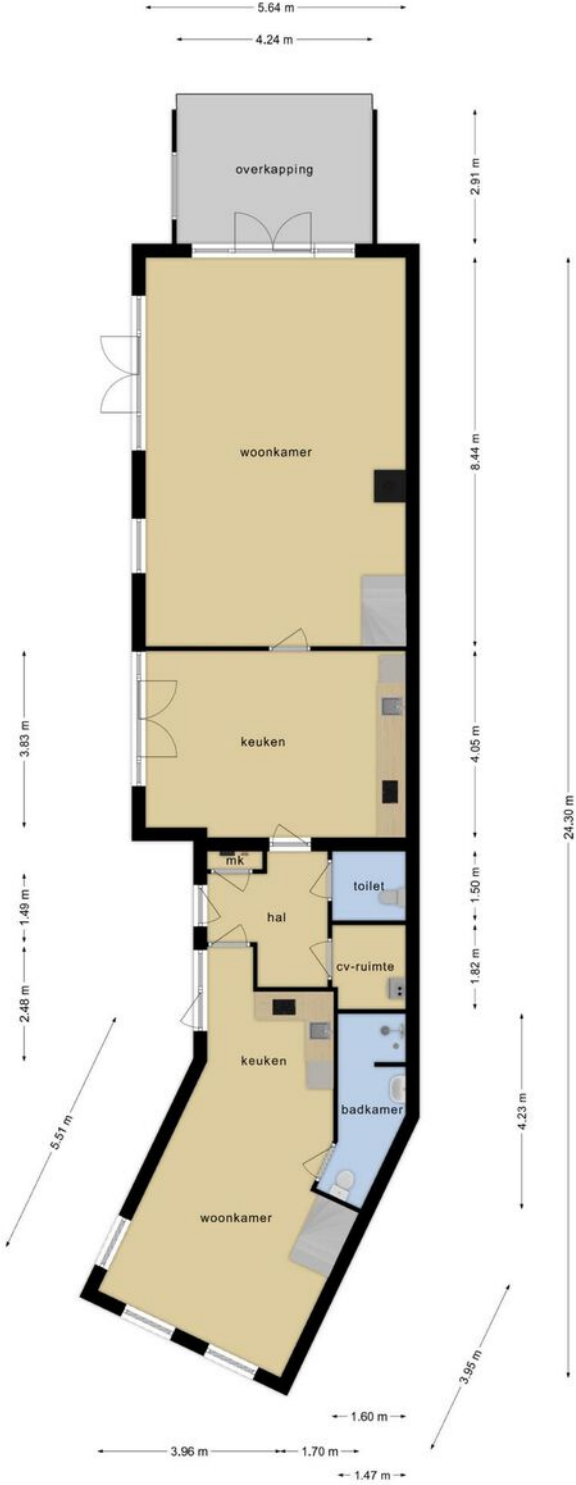 5.64 m
4.24 m
overkapping
2.91 m
woonkamer
8.44 m
keuken
3.83 m
4.05 m
24.30 m
mk
toilet
1.50 m
1.49 m
hal
cv-ruimte
1.82 m
2.48 m
keuken
badkamer
4.23 m
5.51 m
woonkamer
3.95 m
1.60 m
3.96 m
1.70 m
1.47 m